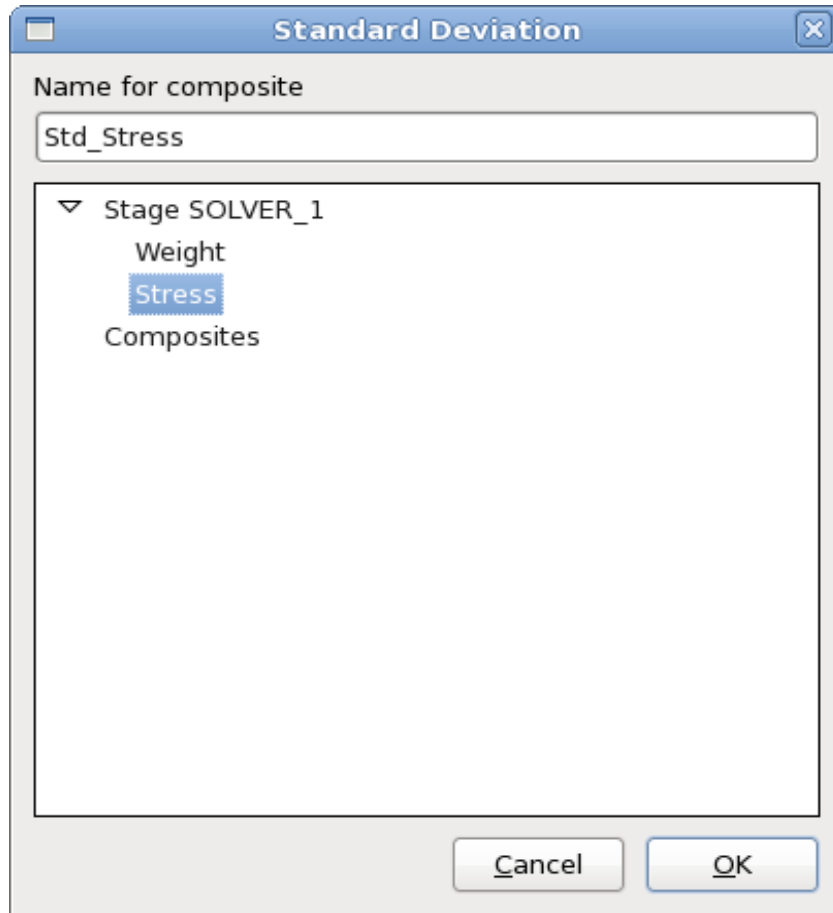 Standard Deviation
Name for composite
Std_Stress
Stage SOLVER_1
Weight
Stress
Composites
Cancel OK